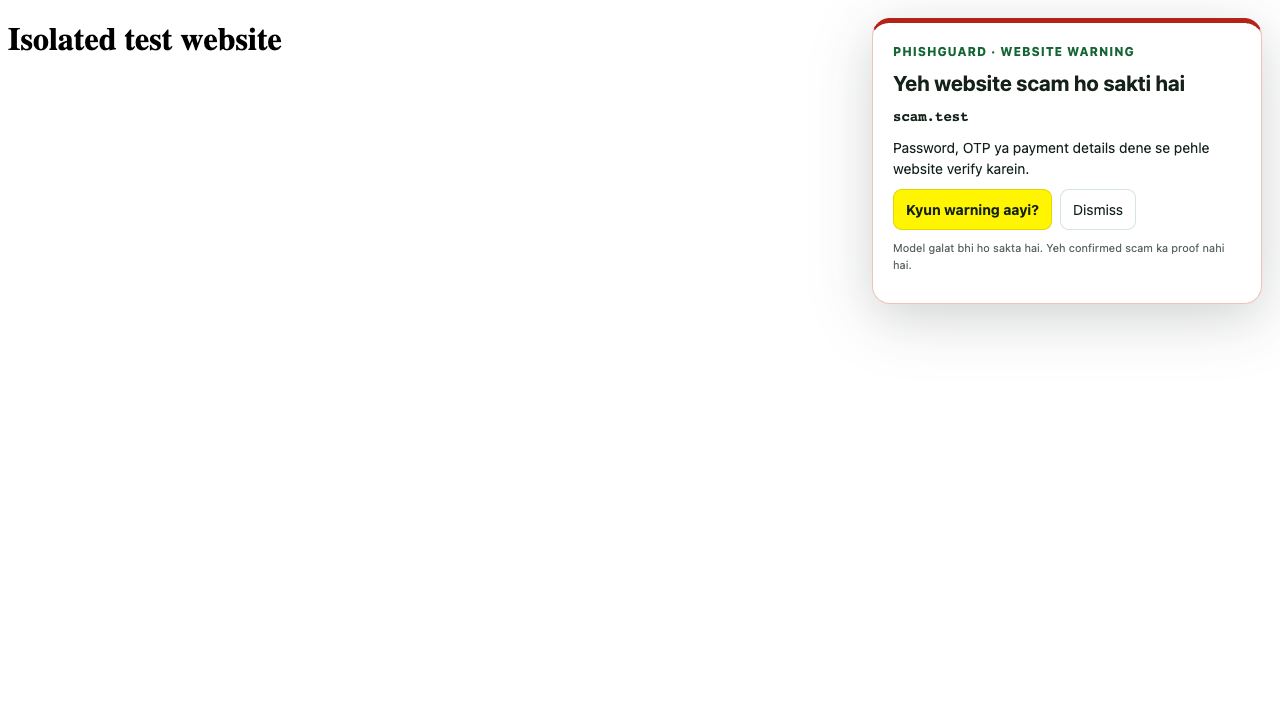 Isolated test website
PHISHGUARD · WEBSITE WARNING
Yeh website scam ho sakti hai
scam.test
Password, OTP ya payment details dene se pehle
website verify karein.
Kyun warning aayi?
Dismiss
Model galat bhi ho sakta hai. Yeh confirmed scam ka proof nahi
hai.